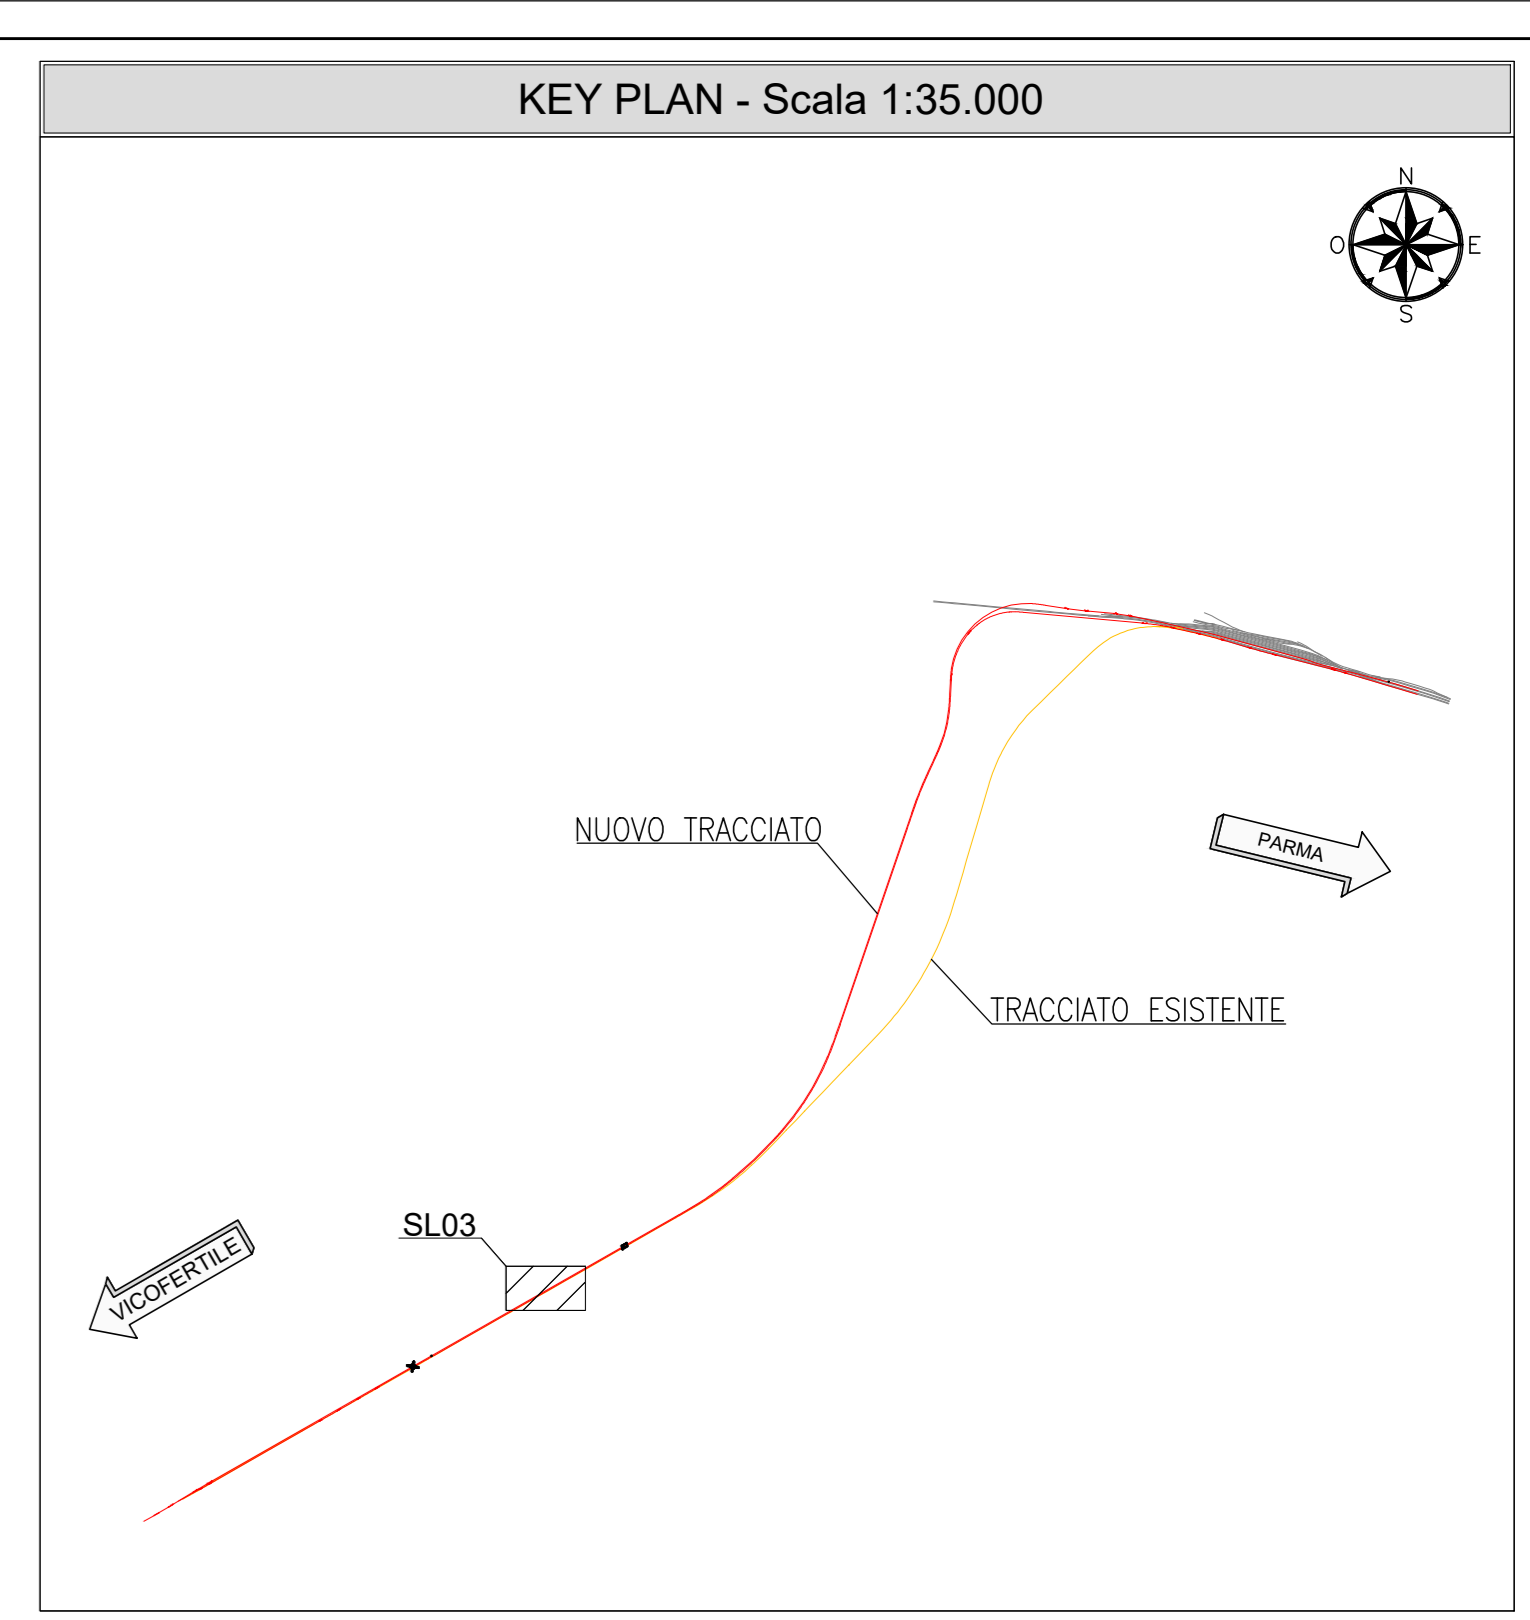 KEY PLAN - Scala 1:35.000
N
O
E
S
NUOVO TRACCIATO
PARMA
TRACCIATO ESISTENTE
SL03
VICOFERTILE